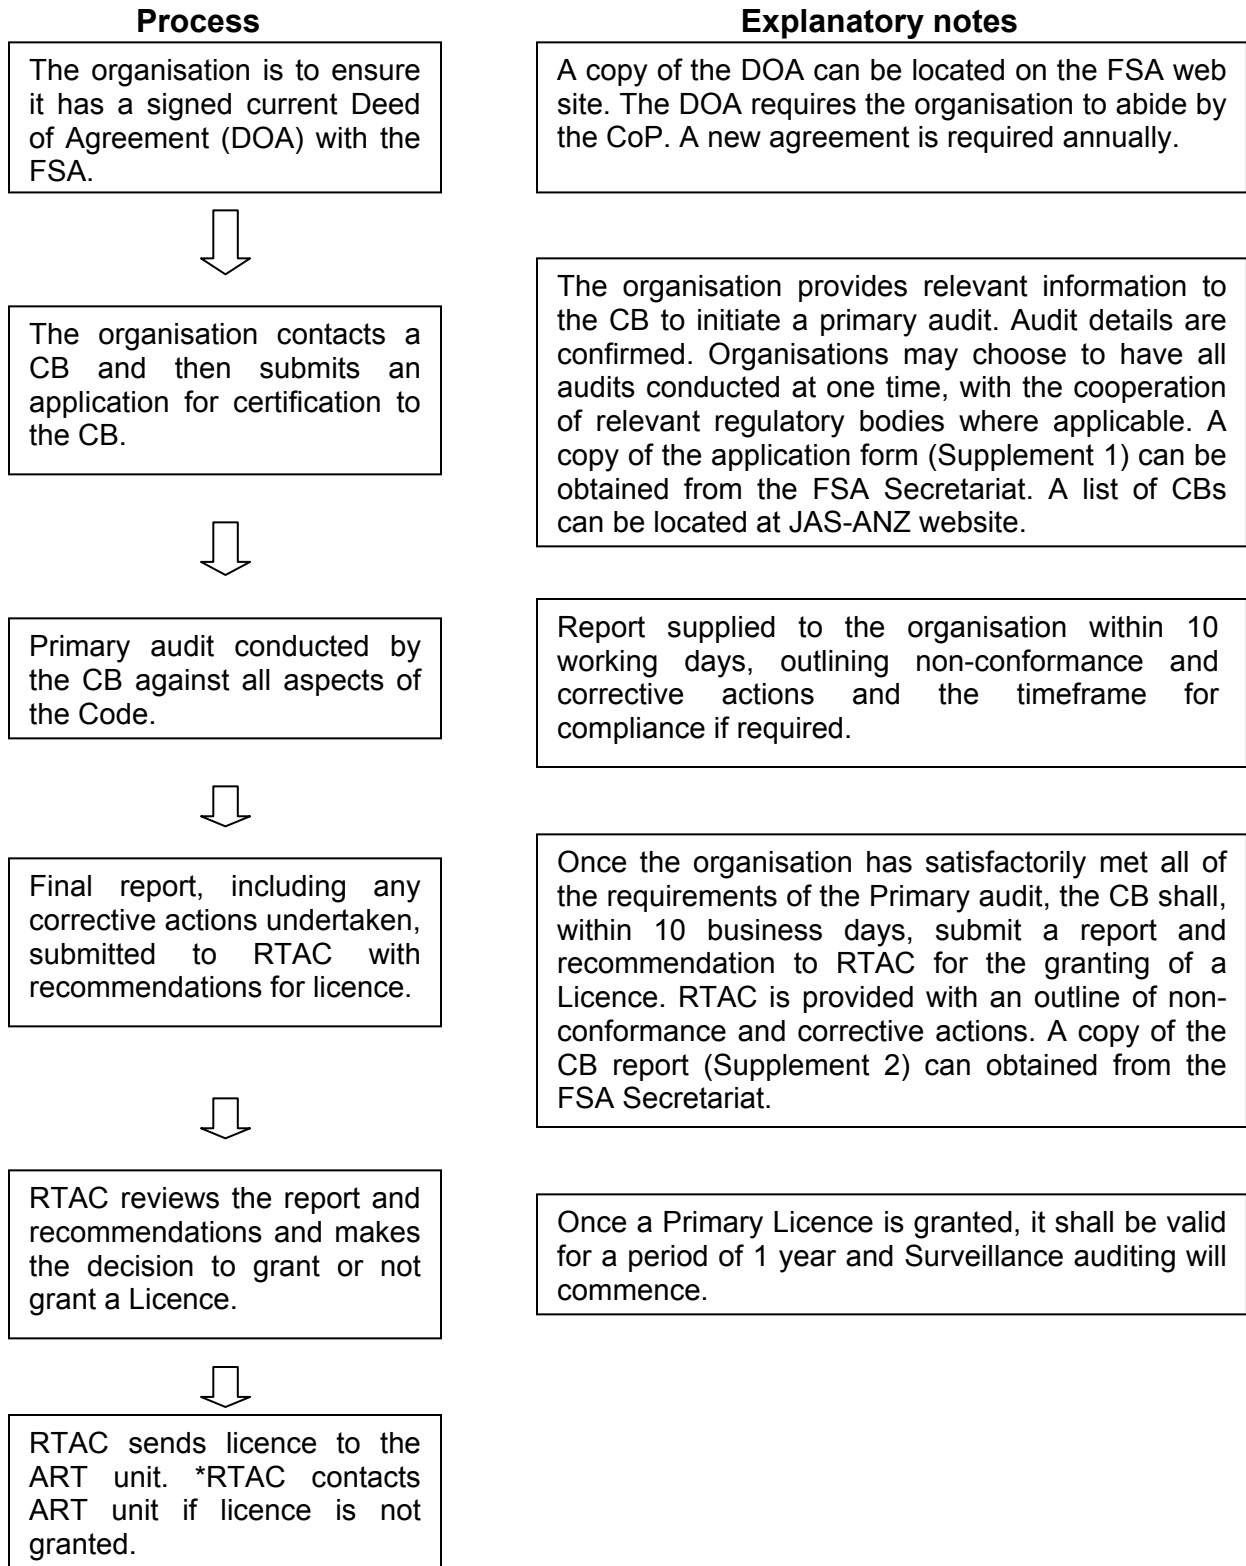 Process
Explanatory notes
The organisation is to ensure
it has a signed current Deed
of Agreement (DOA) with the
FSA.
A copy of the DOA can be located on the FSA web
site. The DOA requires the organisation to abide by
the CoP. A new agreement is required annually.
The organisation contacts a
CB and then submits an
application for certification to
the CB.
The organisation provides relevant information to
the CB to initiate a primary audit. Audit details are
confirmed. Organisations may choose to have all
audits conducted at one time, with the cooperation
of relevant regulatory bodies where applicable. A
copy of the application form (Supplement 1) can be
obtained from the FSA Secretariat. A list of CBs
can be located at JAS-ANZ website.
Primary audit conducted by
the CB against all aspects of
the Code.
Report supplied to the organisation within 10
working days, outlining non-conformance and
corrective actions and the timeframe for
compliance if required.
Final report, including any
corrective actions undertaken,
submitted to RTAC with
recommendations for licence.
Once the organisation has satisfactorily met all of
the requirements of the Primary audit, the CB shall,
within 10 business days, submit a report and
recommendation to RTAC for the granting of a
Licence. RTAC is provided with an outline of non-
conformance and corrective actions. A copy of the
CB report (Supplement 2) can obtained from the
FSA Secretariat.
RTAC reviews the report and
recommendations and makes
the decision to grant or not
grant a Licence.
Once a Primary Licence is granted, it shall be valid
for a period of 1 year and Surveillance auditing will
commence.
RTAC sends licence to the
ART unit. *RTAC contacts
ART unit if licence is not
granted.